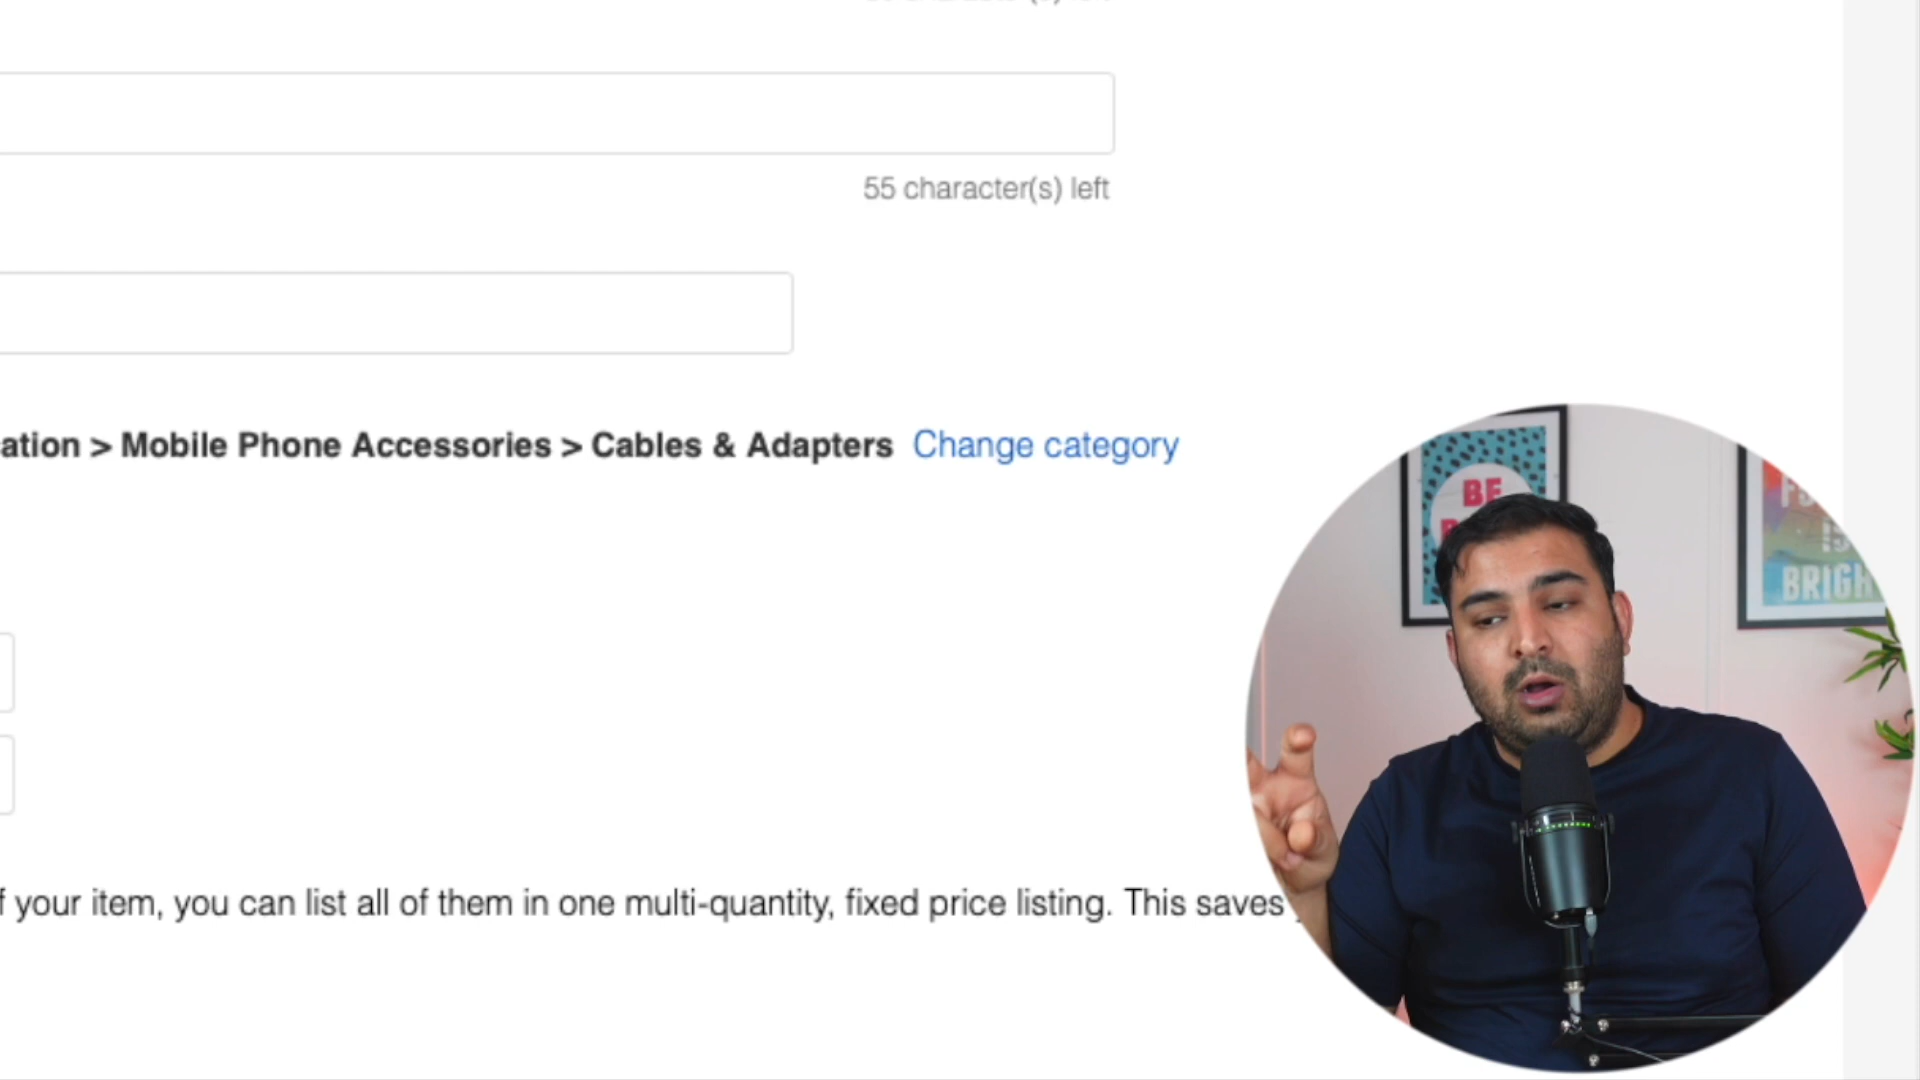 55 character(s) left
ation > Mobile Phone Accessories > Cables & Adapters Change category
BE
IS
BRIGH
f your item, you can list all of them in one multi-quantity, fixed price listing. This saves